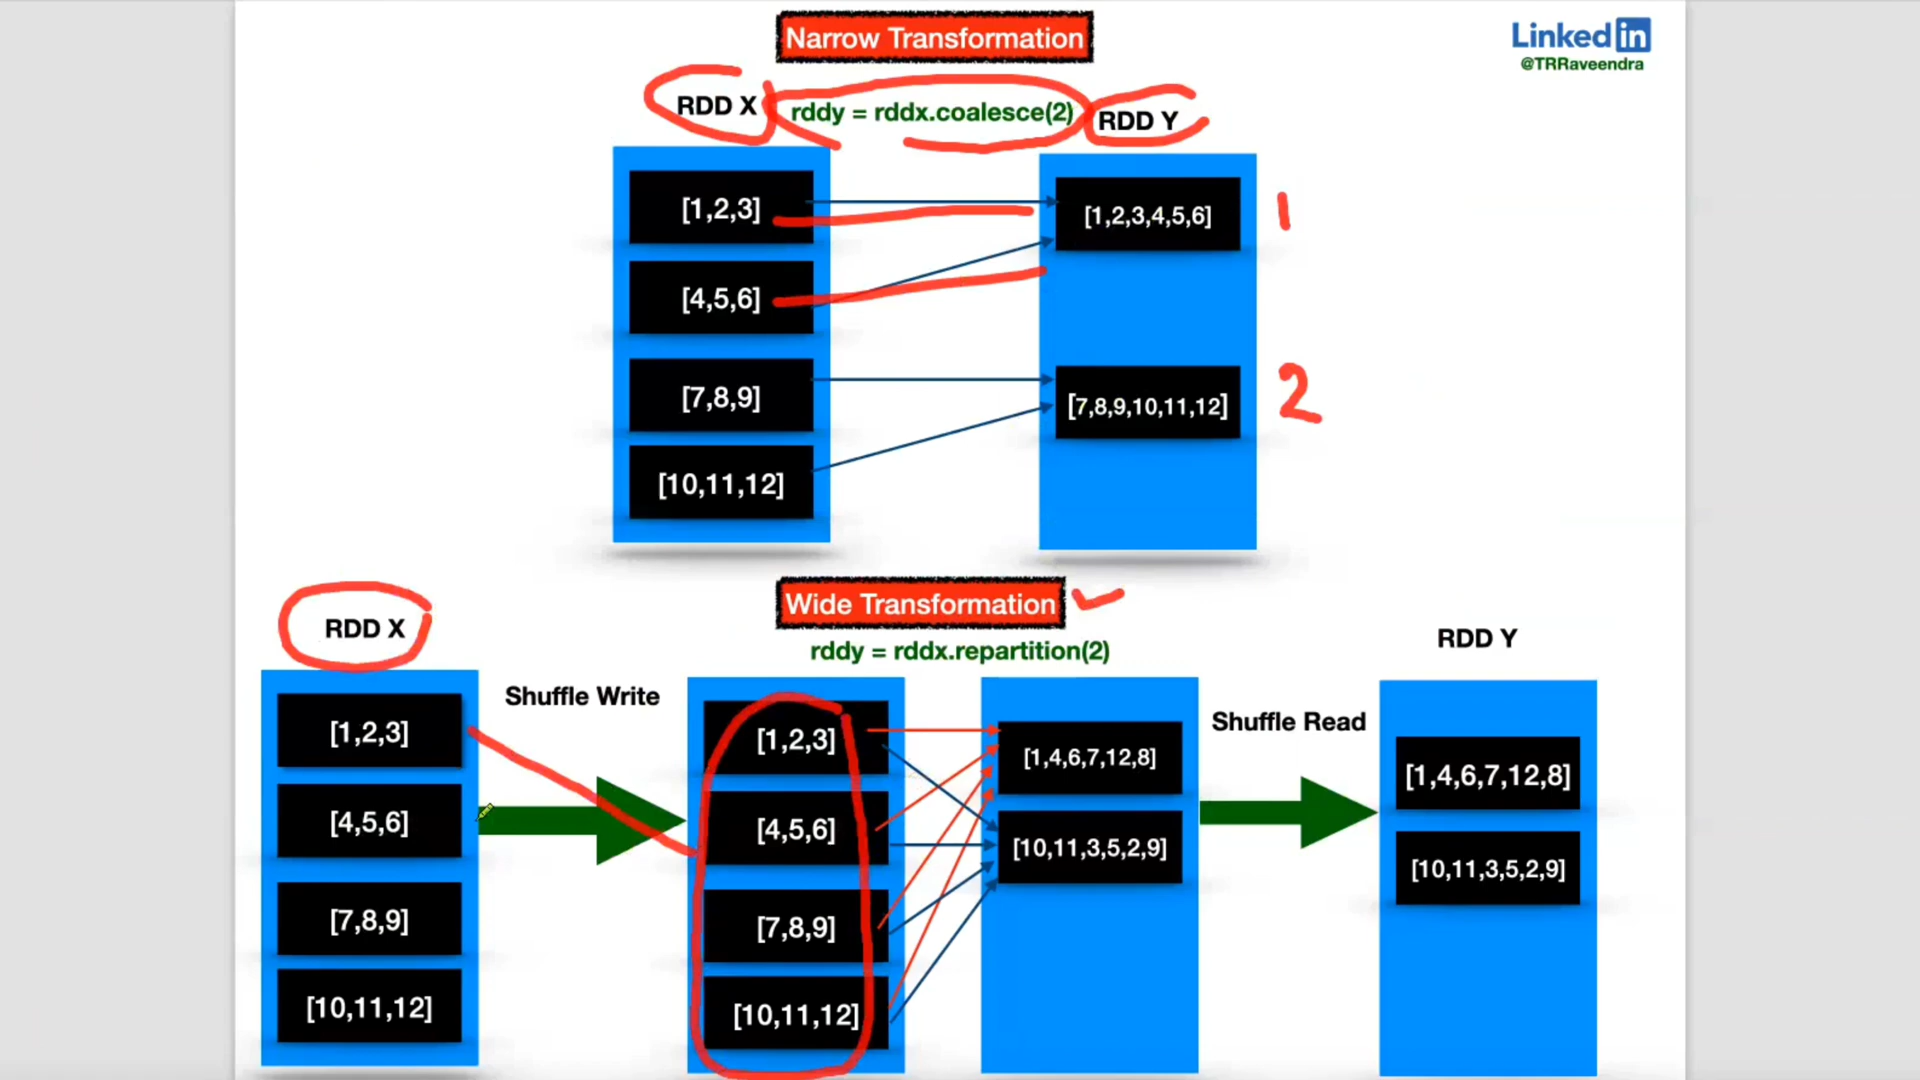 Narrow Transformation
Linked in
@TRRaveendra
RDD X
rddy = rddx.coalesce(2)
RDD Y
[1,2,3]
[1,2,3,4,5,6]
1
[4,5,6]
[7,8,9]
[7,8,9,10,11,12]
2
[10,11,12]
Wide Transformation
rddy = rddx.repartition(2)
RDD X
RDD Y
Shuffle Write
Shuffle Read
[1,2,3]
[4,5,6]
[7,8,9]
[10,11,12]
[1,2,3]
[4,5,6]
[7,8,9]
[10,11,12]
[1,4,6,7,12,8]
[10,11,3,5,2,9]
[1,4,6,7,12,8]
[10,11,3,5,2,9]